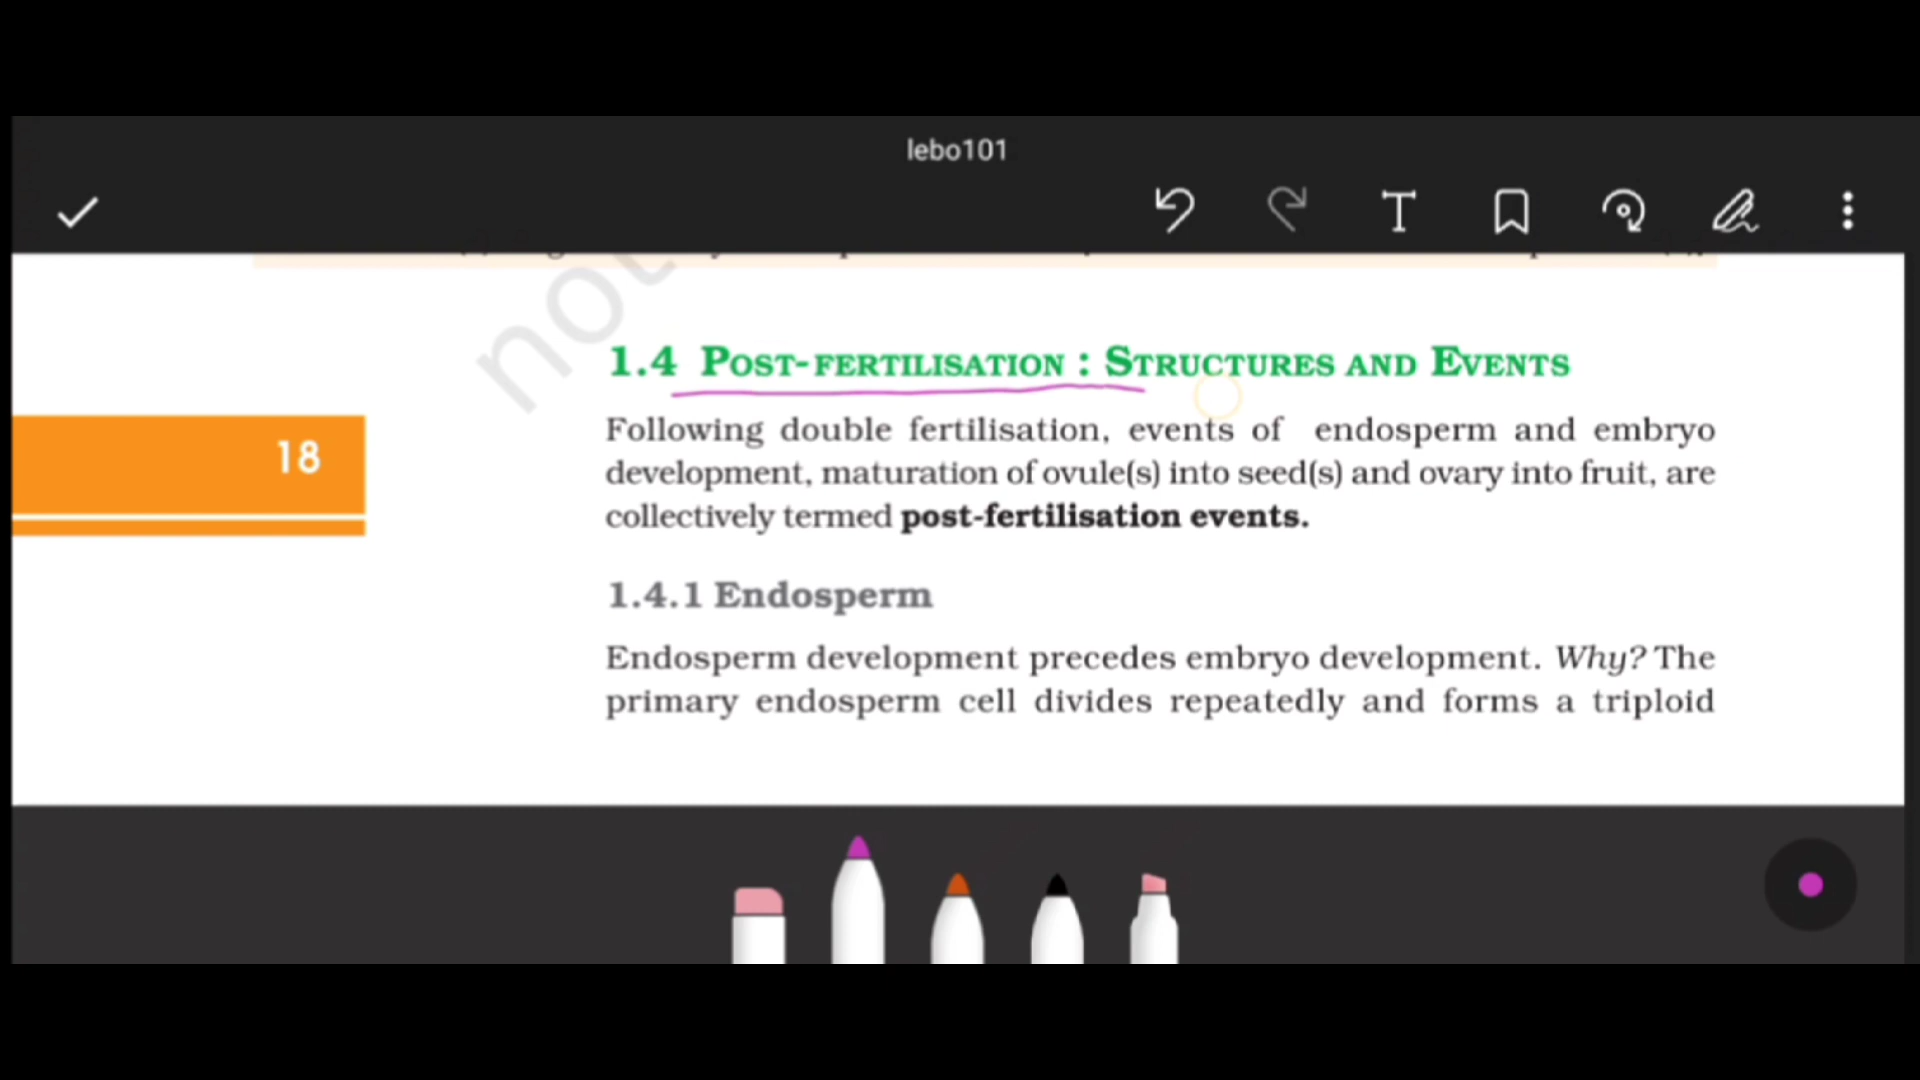 lebo101
not
1.4 Post-fertilisation : Structures and Events
Following double fertilisation, events of endosperm and embryo
development, maturation of ovule(s) into seed(s) and ovary into fruit, are
collectively termed post-fertilisation events.
18
1.4.1 Endosperm
Endosperm development precedes embryo development. Why? The
primary endosperm cell divides repeatedly and forms a triploid